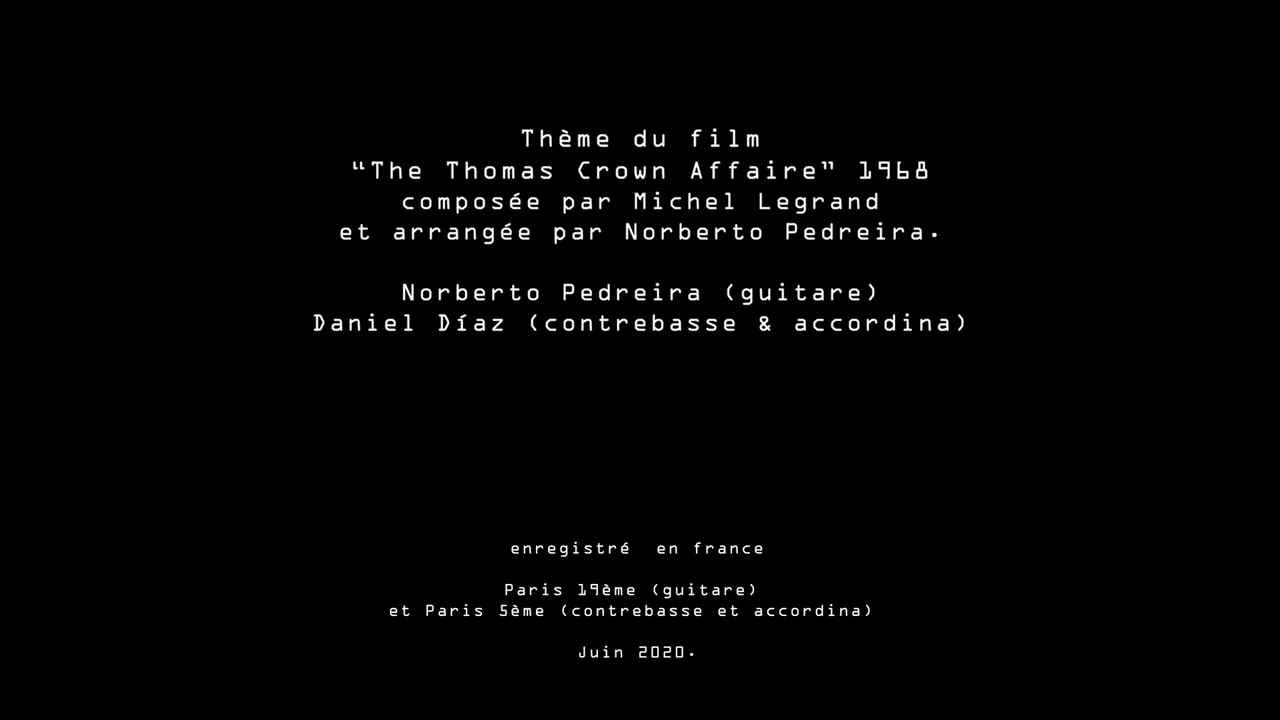 Thème du film
“The Thomas Crown Affaire” 1968
composée par Michel Legrand
et arrangée par Norberto Pedreira.
Norberto Pedreira (guitare)
Daniel Díaz (contrebasse & accordina)
enregistré  en france
Paris 19ème (guitare)
et Paris 5ème (contrebasse et accordina)
Juin 2020.